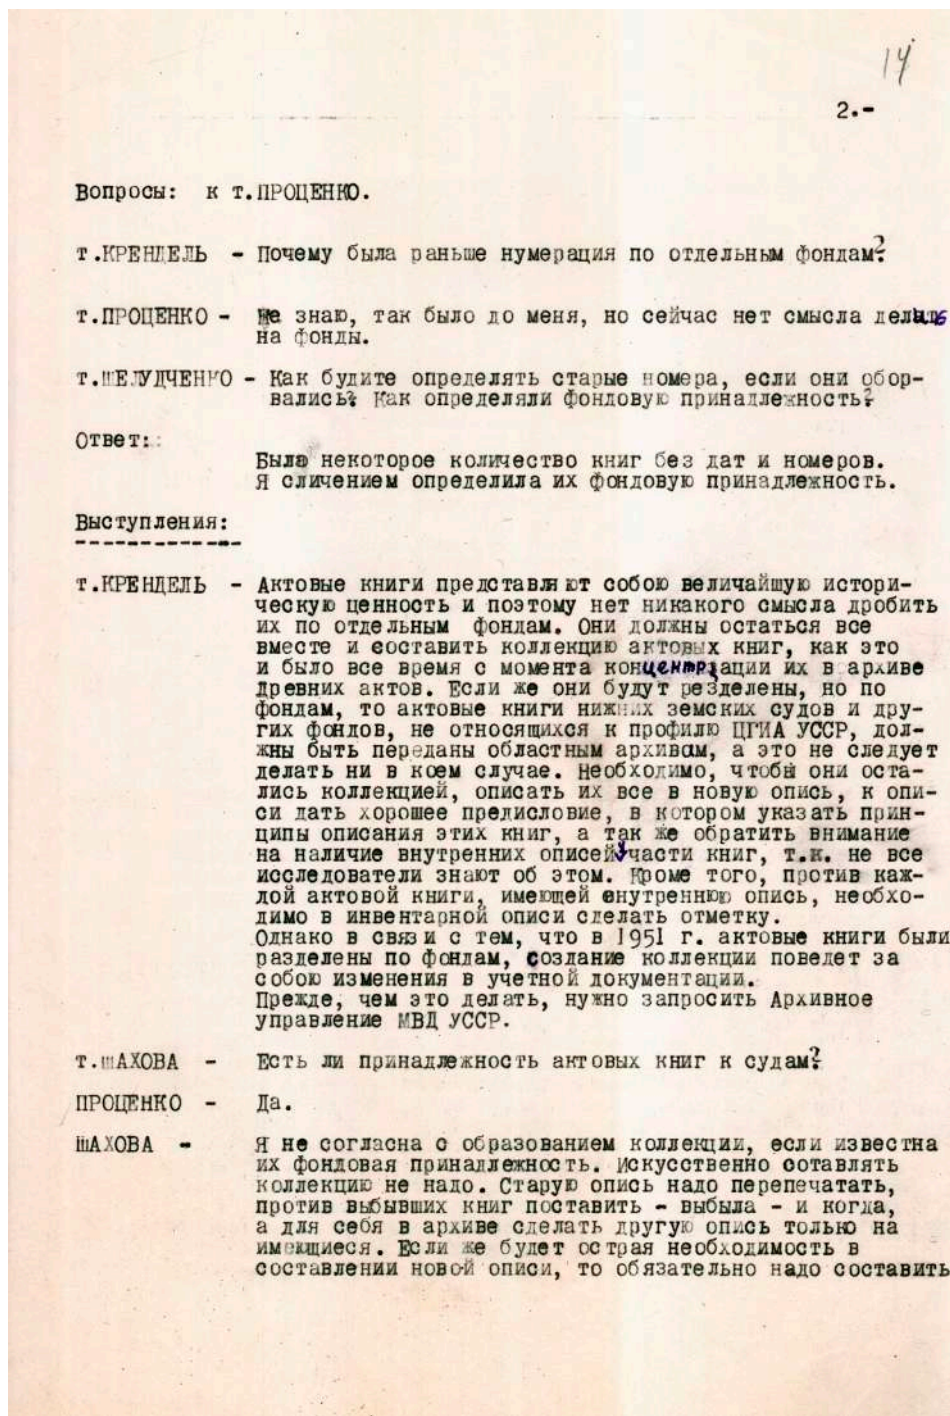 14
2.-
Вопросы: к т.ПРОЦЕНКО.
т.КРЕНДЕЛЬ - Почему была раньше нумерация по отдельным фондам?
т.ПРОЦЕНКО - Не знаю, так было до меня, но сейчас нет смысла делить
на фонды.
т.ШЕЛУДЧЕНКО - Как будите определять старые номера, если они обор-
вались? Как определяли фондовую принадлежность?
Ответ:
Было некоторое количество книг без дат и номеров.
Я сличением определила их фондовую принадлежность.
Выступления:
------------
т.КРЕНДЕЛЬ - Актовые книги представляют собою величайшую истори-
ческую ценность и поэтому нет никакого смысла дробить
их по отдельным фондам. Они должны остаться все
вместе и составить коллекцию актовых книг, как это
и было все время с момента концентрации их в архиве
Древних актов. Если же они будут резделены, но по
фондам, то актовые книги нижних земских судов и дру-
гих фондов, не относящихся к профилю ЦГИА УССР, дол-
жны быть переданы областным архивам, а это не следует
делать ни в коем случае. Необходимо, чтобы они оста-
лись коллекцией, описать их все в новую опись, к опи-
си дать хорошее предисловие, в котором указать прин-
ципы описания этих книг, а так же обратить внимание
на наличие внутренних описей части книг, т.к. не все
исследователи знают об этом. Кроме того, против каж-
дой актовой книги, имеющей внутреннюю опись, необхо-
димо в инвентарной описи сделать отметку.
Однако в связи с тем, что в 1951 г. актовые книги были
разделены по фондам, создание коллекции поведет за
собою изменения в учетной документации.
Прежде, чем это делать, нужно запросить Архивное
управление МВД УССР.
т.ШАХОВА - Есть ли принадлежность актовых книг к судам?
ПРОЦЕНКО - Да.
ШАХОВА - Я не согласна с образованием коллекции, если известна
их фондовая принадлежность. Искусственно сотавлять
коллекцию не надо. Старую опись надо перепечатать,
против выбывших книг поставить - выбыла - и когда,
а для себя в архиве сделать другую опись только на
имеющиеся. Если же будет острая необходимость в
составлении новой описи, то обязательно надо составить